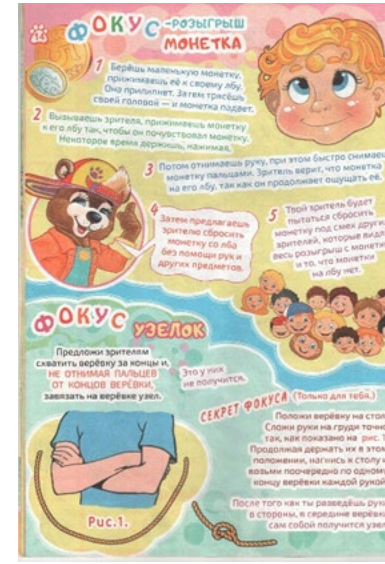 ФОКУС-РОЗЫГРЫШ
МОНЕТКА
1 Берёшь маленькую монетку,
прижимаешь её к своему лбу.
Она прилипнет. Затем трясёшь
своей головой — и монетка падает.
2 Вызываешь зрителя, прижимаешь монетку
к его лбу так, чтобы он почувствовал монетку.
Некоторое время держишь, нажимая.
3 Потом отнимаешь руку, при этом быстро снимае
монетку пальцами. Зритель верит, что монетка
на его лбу, так как он продолжает ощущать её.
4
Затем предлагаешь
зрителю сбросить
монетку со лба
без помощи рук и
других предметов.
5 Твой зритель будет
пытаться сбросить
монетку под смех други
зрителей, которые видя
весь розыгрыш с монетк
и то, что монетки
на лбу нет.
ФОКУС
УЗЕЛОК
Предложи зрителям
схватить верёвку за концы и,
НЕ ОТНИМАЯ ПАЛЬЦЕВ
ОТ КОНЦОВ ВЕРЁВКИ,
завязать на верёвке узел.
Это у них
не получится.
СЕКРЕТ ФОКУСА (Только для тебя.)
Положи верёвку на стол
Сложи руки на груди точно
так, как показано на рис. 1
Продолжая держать их в этом
положении, нагнись к столу и
возьми поочередно по одному
концу верёвки каждой рукой
После того как ты разведёшь руки
в стороны, в середине верёвки
сам собой получится узел
Рис.1.